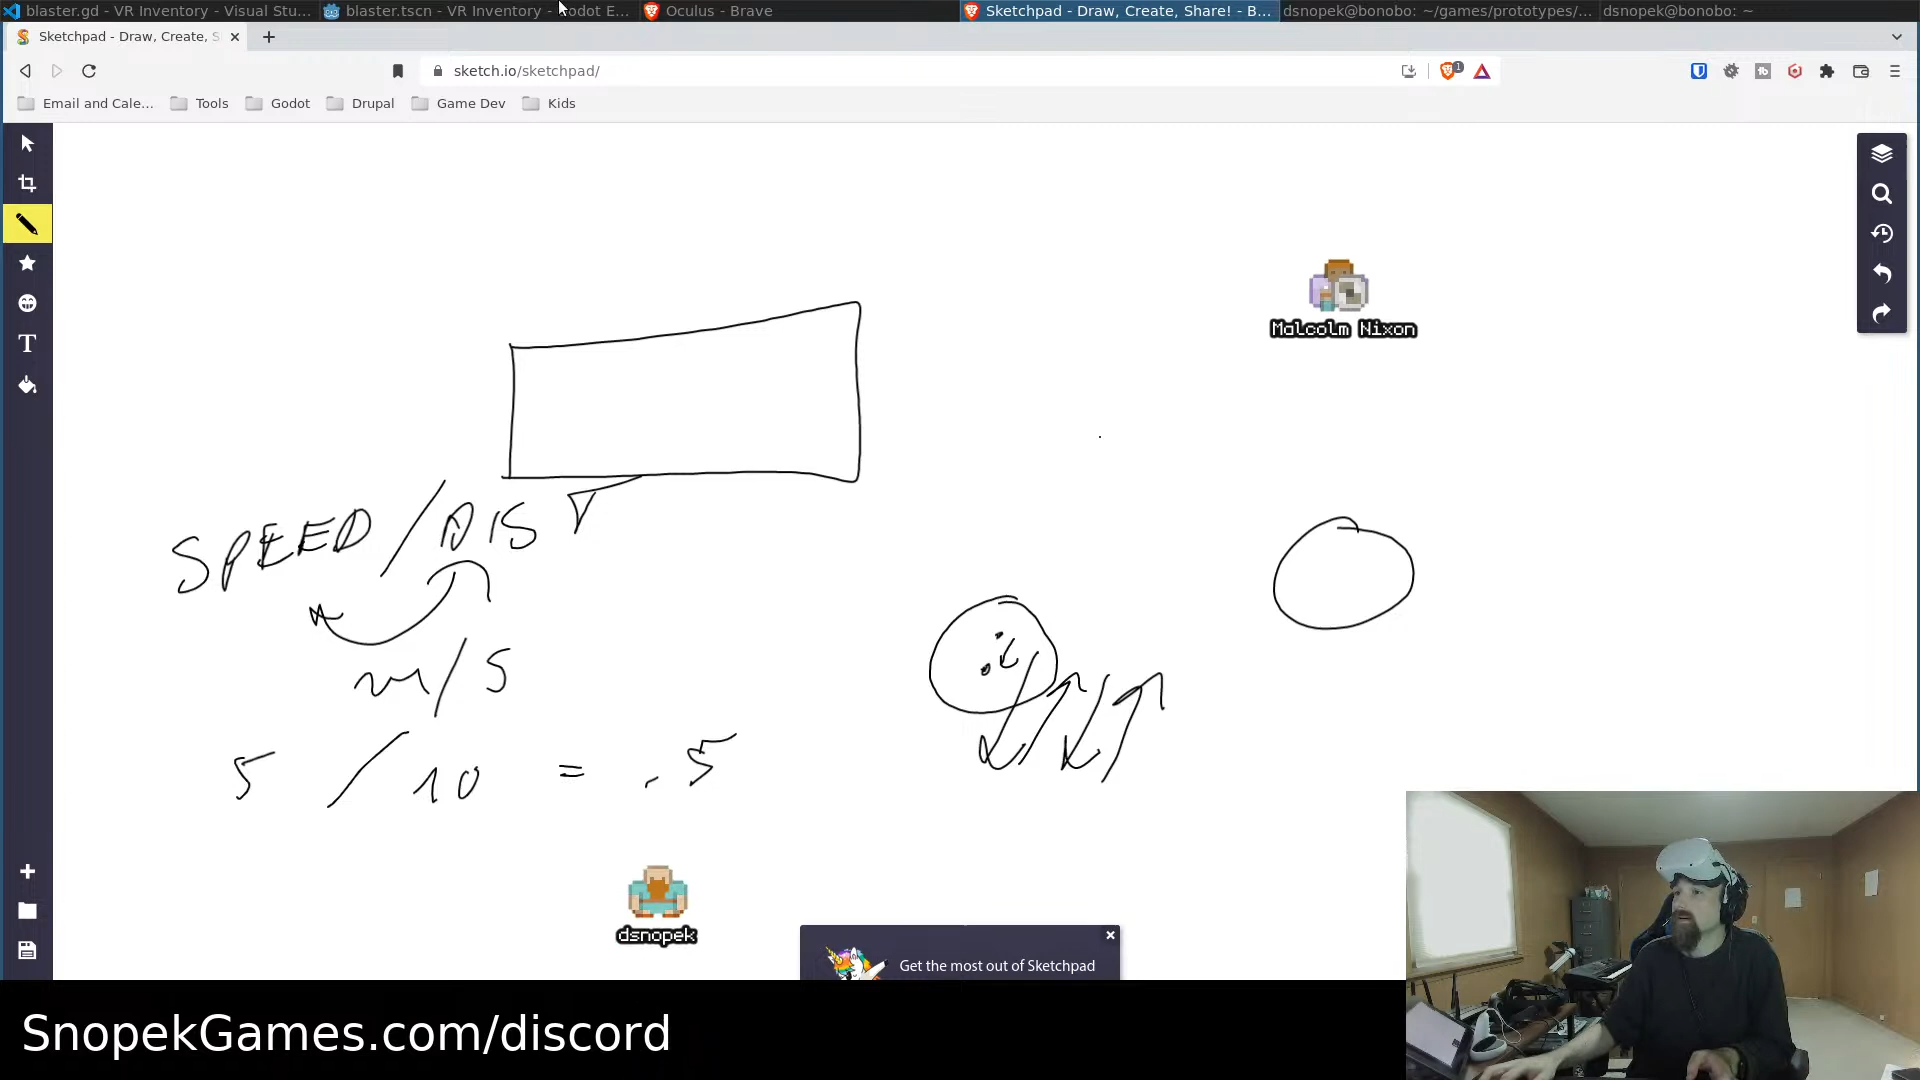 blaster.gd - VR Inventory - Visual Stu...
blaster.tscn - VR Inventory - Godot E...
Oculus - Brave
Sketchpad - Draw, Create, Share! - B...
dsnopek@bonobo: ~/games/prototypes/...
dsnopek@bonobo: ~
Sketchpad - Draw, Create, S
sketch.io/sketchpad/
1
Email and Cale...
Tools
Godot
Drupal
Game Dev
Kids
T
Malcolm Nixon
SPEED / DIST
m/s
5 / 10 = .5
dsnopek
Get the most out of Sketchpad
SnopekGames.com/discord